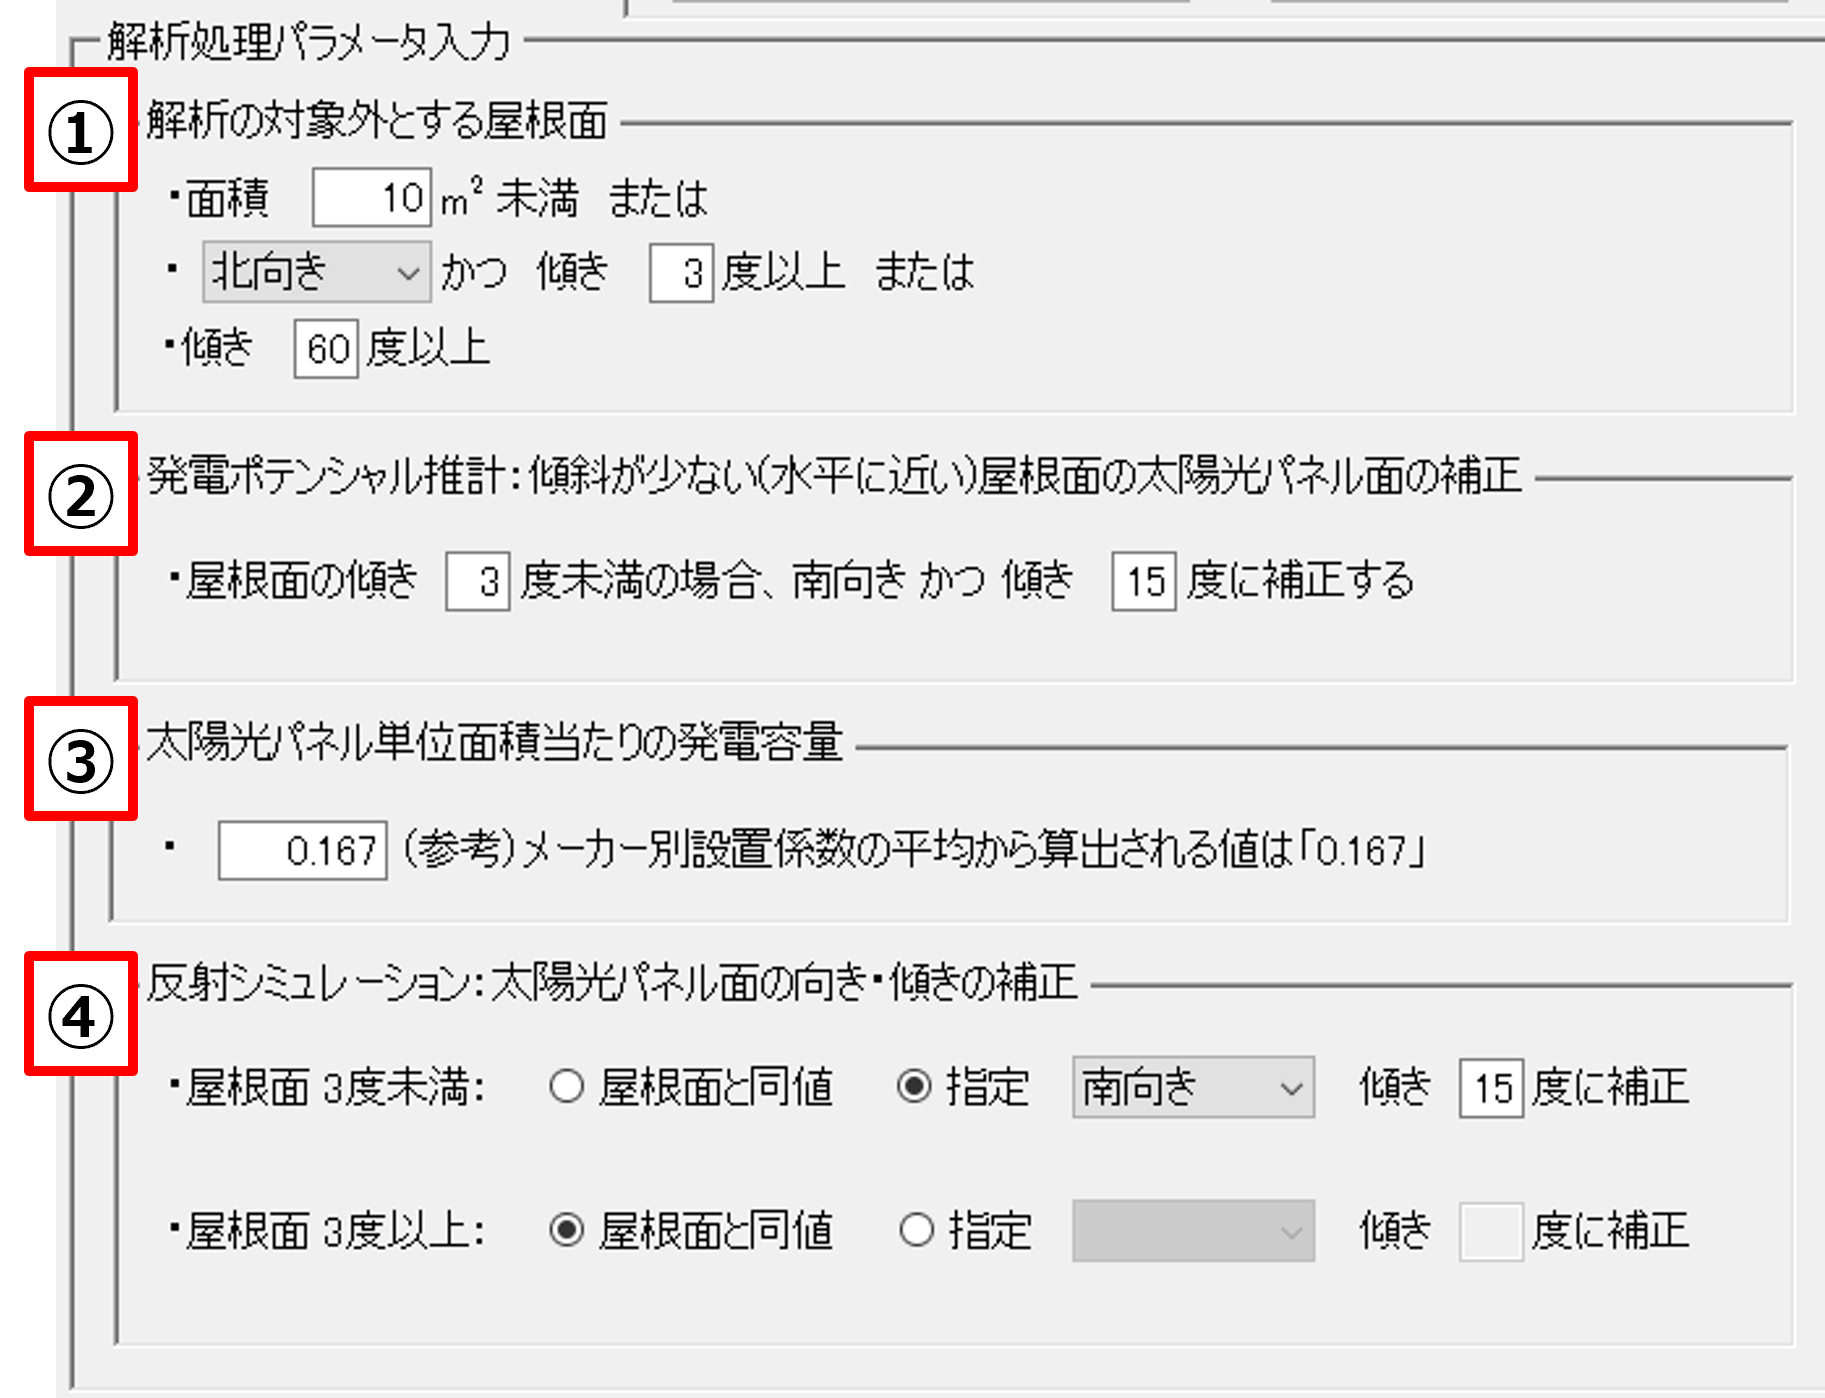 解析処理パラメータ入力
①
解析の対象外とする屋根面
・面積 10 m² 未満 または
・ 北向き かつ 傾き 3 度以上 または
・傾き 60 度以上
②
発電ポテンシャル推計：傾斜が少ない（水平に近い）屋根面の太陽光パネル面の補正
・屋根面の傾き 3 度未満の場合、南向き かつ 傾き 15 度に補正する
③
太陽光パネル単位面積当たりの発電容量
・ 0.167 （参考）メーカー別設置係数の平均から算出される値は「0.167」
④
反射シミュレーション：太陽光パネル面の向き・傾きの補正
・屋根面 3度未満： 屋根面と同値 指定 南向き 傾き 15 度に補正
・屋根面 3度以上： 屋根面と同値 指定 傾き 度に補正